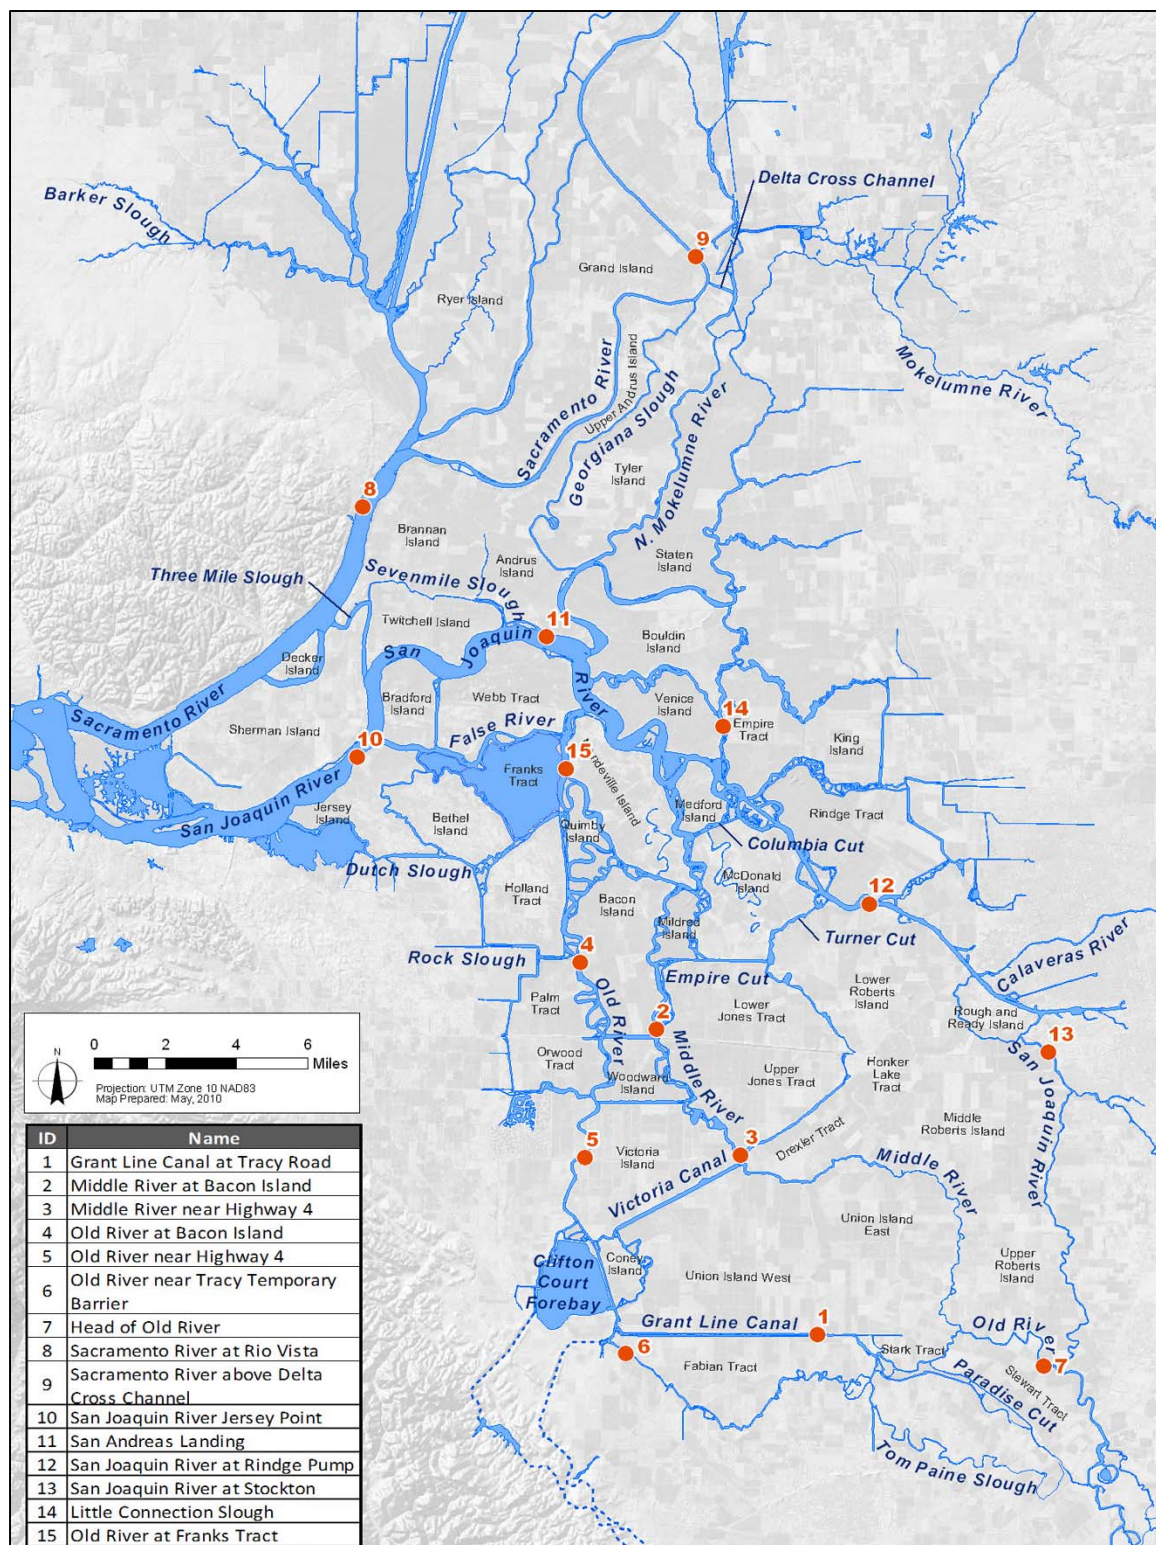 Delta Cross Channel
Barker Slough
9
Grand Island
Ryer Island
Mokelumne River
Sacramento River
Upper Andrus Island
Georgiana Slough
N. Mokelumne River
Tyler
Island
8
Brannan
Island
Andrus
Island
Staten
Island
Three Mile Slough
Sevenmile Slough
Twitchell Island
11
San Joaquin River
Bouldin
Island
Decker
Island
Bradford
Island
Webb Tract
Venice
Island
Sacramento River
Sherman Island
False River
14
Empire
Tract
King
Island
10
15
Franks
Tract
ndeville Island
San Joaquin River
Jersey
Island
Bethel
Island
Quimby
Island
Medford
Island
Rindge Tract
Columbia Cut
Dutch Slough
Holland
Tract
Bacon
Island
McDonald
Island
12
Mildred
Island
Turner Cut
Calaveras River
Rock Slough
4
Empire Cut
Palm
Tract
Old River
Lower
Jones Tract
Lower
Roberts
Island
Rough and
Ready Island
2
13
Orwood
Tract
Middle River
Woodward
Island
Upper
Jones Tract
Honker
Lake
Tract
San Joaquin River
Middle
Roberts Island
Drexler Tract
5
Victoria
Island
3
Victoria Canal
Middle River
Union Island
East
Clifton
Court
Forebay
Coney
Island
Union Island West
Upper
Roberts
Island
Grant Line Canal
1
Old River
6
Fabian Tract
Stark Tract
7
Stewart Tract
Paradise Cut
Tom Paine Slough
N
0 2 4 6
Miles
Projection: UTM Zone 10 NAD83
Map Prepared: May, 2010
ID Name
1 Grant Line Canal at Tracy Road
2 Middle River at Bacon Island
3 Middle River near Highway 4
4 Old River at Bacon Island
5 Old River near Highway 4
6 Old River near Tracy Temporary
Barrier
7 Head of Old River
8 Sacramento River at Rio Vista
9 Sacramento River above Delta
Cross Channel
10 San Joaquin River Jersey Point
11 San Andreas Landing
12 San Joaquin River at Rindge Pump
13 San Joaquin River at Stockton
14 Little Connection Slough
15 Old River at Franks Tract